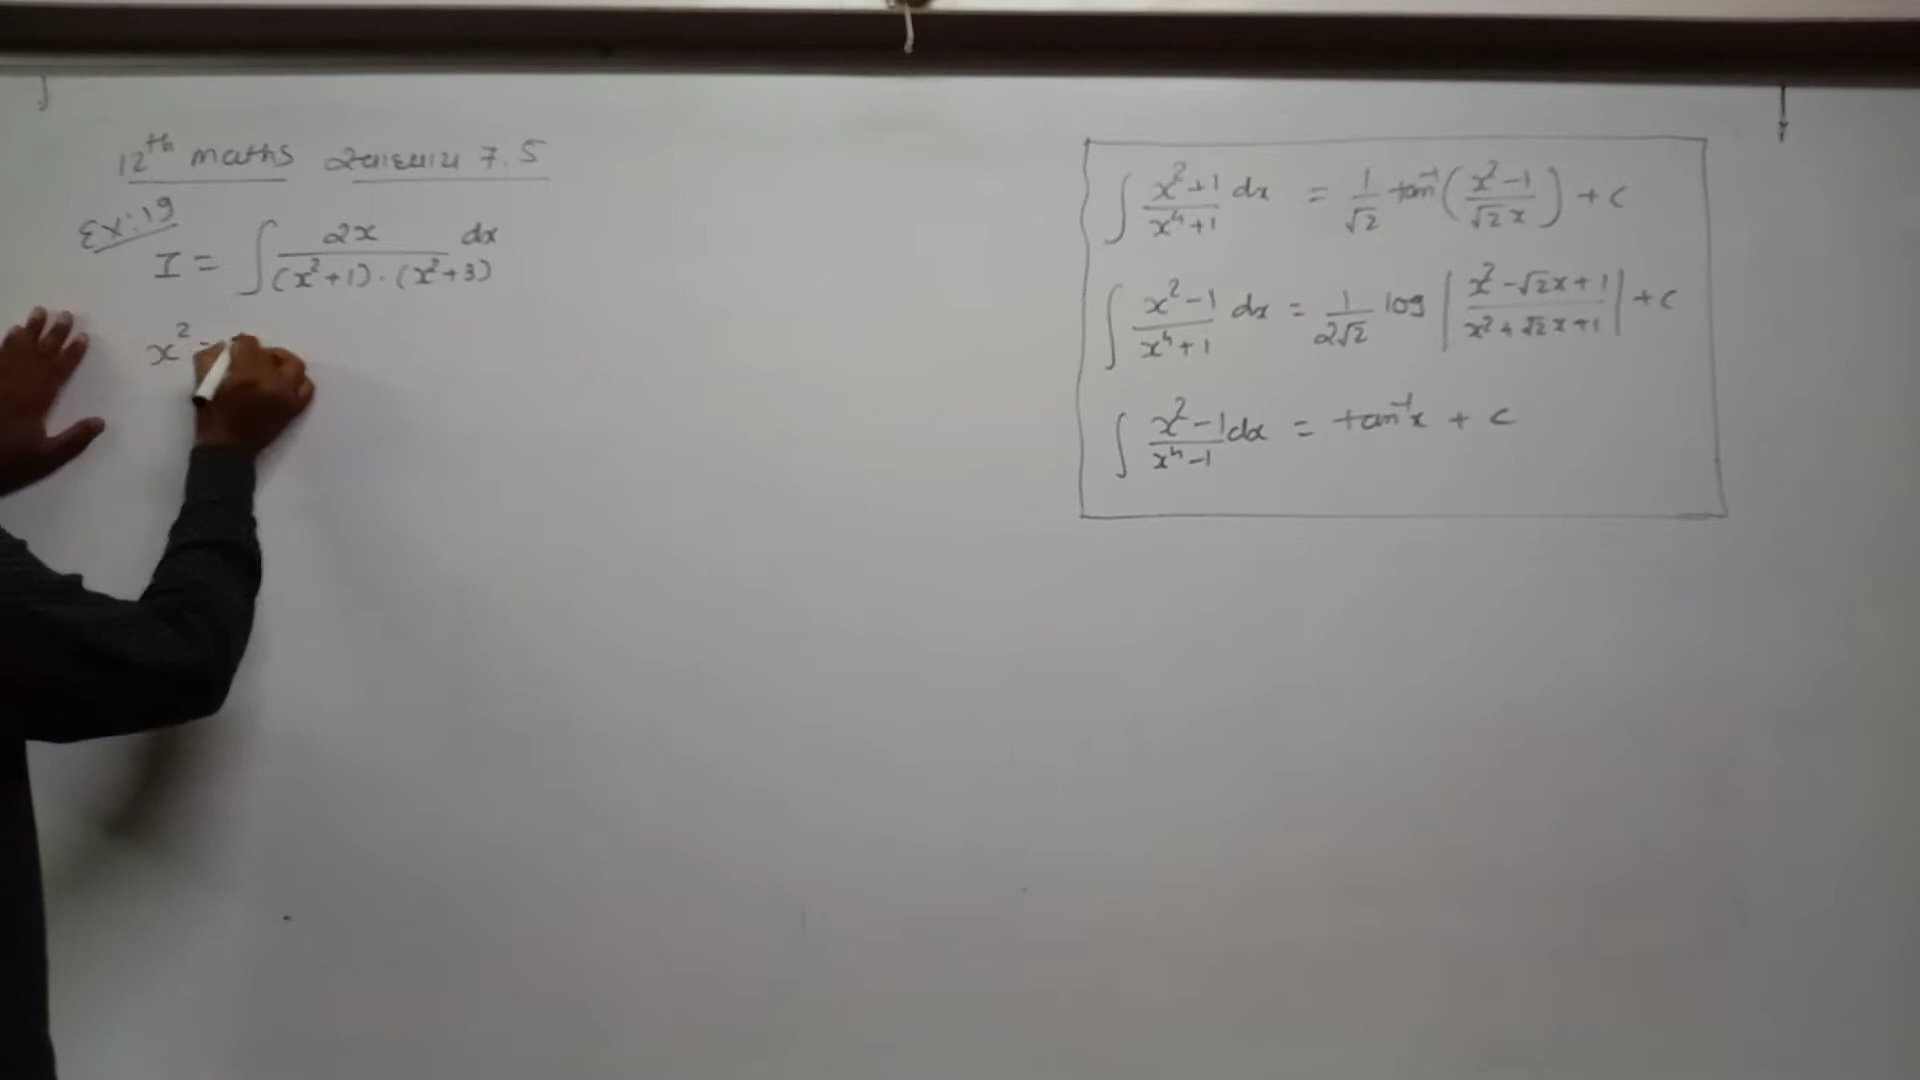 12th maths સ્વાધ્યાય 7.5
Ex:19
I = ∫ 2x / (x²+1)·(x²+3) dx
x² =
∫ x²+1 / x⁴+1 dx = 1/√2 tan⁻¹( x²-1 / √2 x ) + c
∫ x²-1 / x⁴+1 dx = 1/2√2 log | x²-√2x+1 / x²+√2x+1 | + c
∫ x²-1 / x⁴-1 dx = tan⁻¹x + c